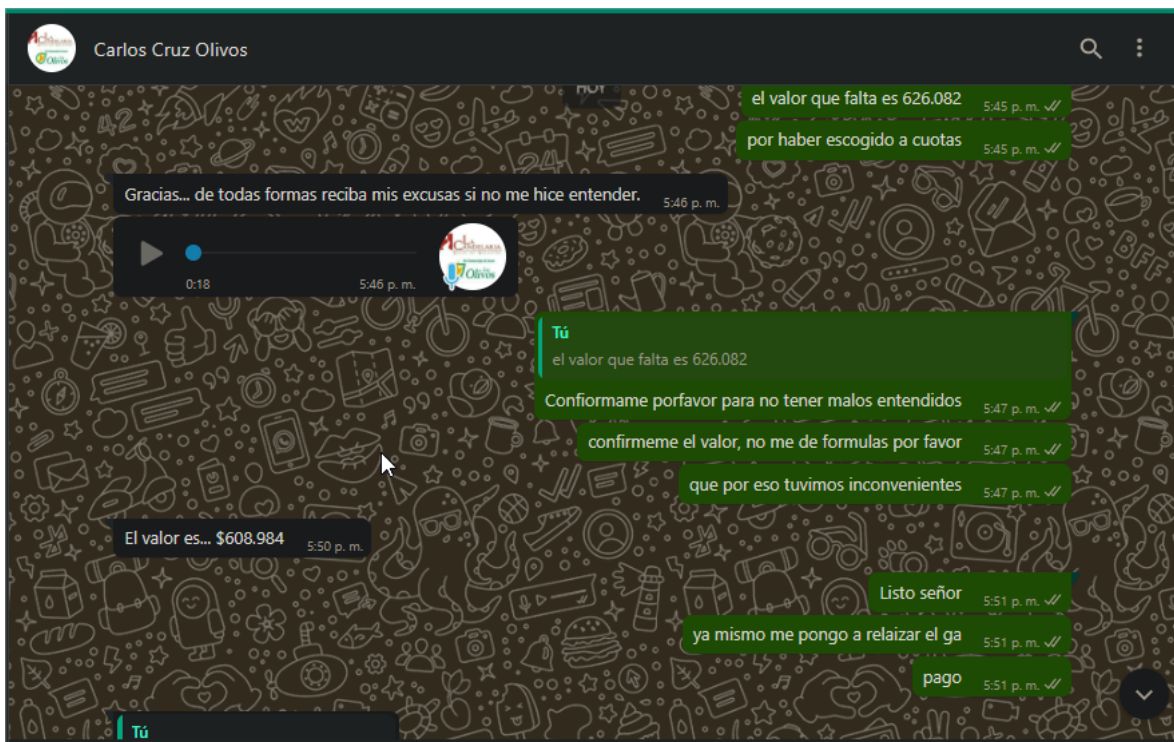 Carlos Cruz Olivos
HOY
el valor que falta es 626.082 5:45 p. m.
por haber escogido a cuotas 5:45 p. m.
Gracias... de todas formas reciba mis excusas si no me hice entender. 5:46 p. m.
0:18 5:46 p. m.
Tú
el valor que falta es 626.082
Confiormame porfavor para no tener malos entendidos 5:47 p. m.
confirmeme el valor, no me de formulas por favor 5:47 p. m.
que por eso tuvimos inconvenientes 5:47 p. m.
El valor es... $608.984 5:50 p. m.
Listo señor 5:51 p. m.
ya mismo me pongo a relaizar el ga 5:51 p. m.
pago 5:51 p. m.
Tú